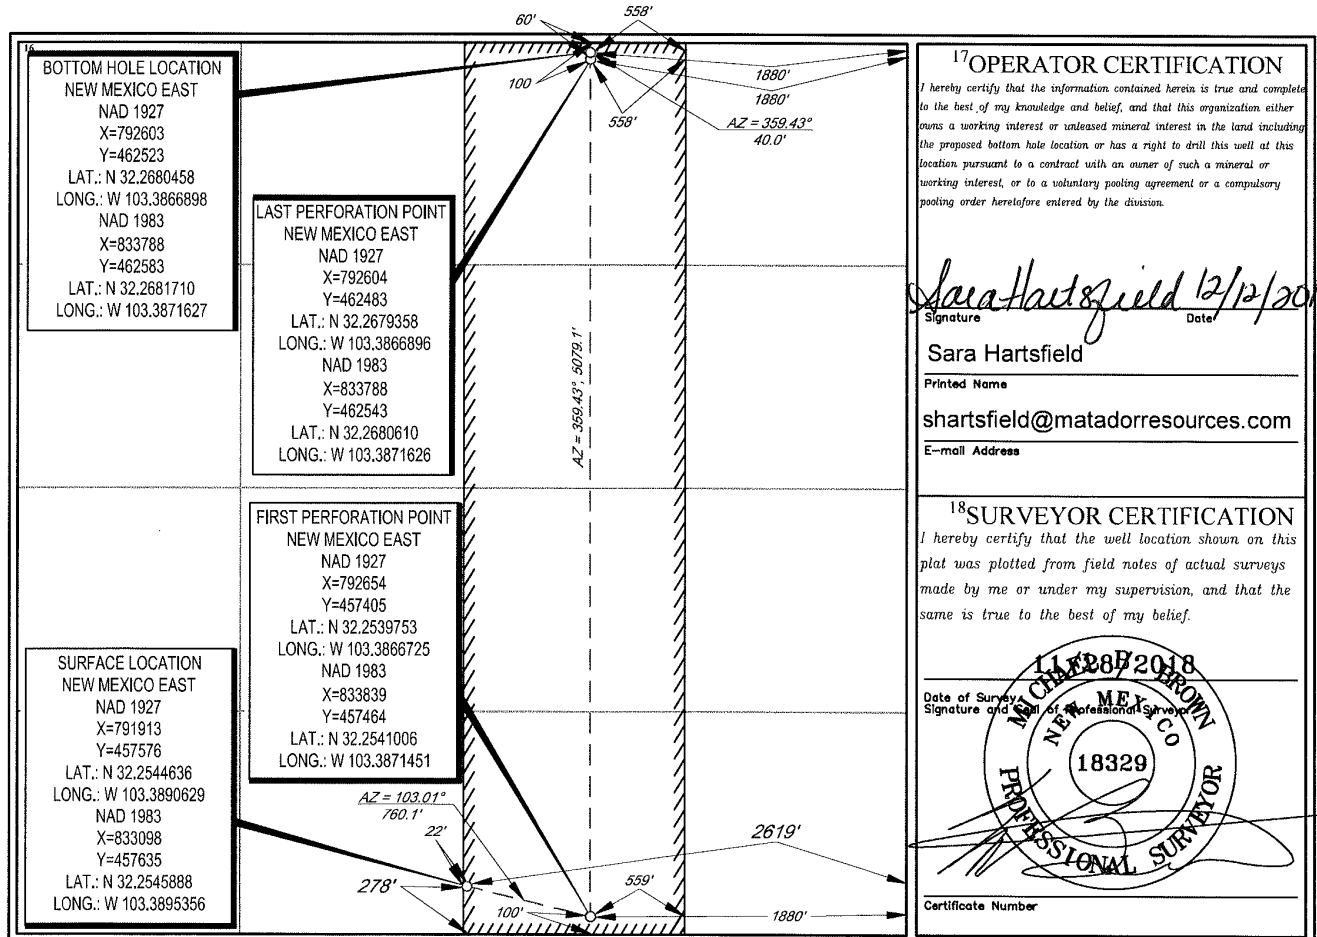 16
BOTTOM HOLE LOCATION
NEW MEXICO EAST
NAD 1927
X=792603
Y=462523
LAT.: N 32.2680458
LONG.: W 103.3866898
NAD 1983
X=833788
Y=462583
LAT.: N 32.2681710
LONG.: W 103.3871627
LAST PERFORATION POINT
NEW MEXICO EAST
NAD 1927
X=792604
Y=462483
LAT.: N 32.2679358
LONG.: W 103.3866896
NAD 1983
X=833788
Y=462543
LAT.: N 32.2680610
LONG.: W 103.3871626
FIRST PERFORATION POINT
NEW MEXICO EAST
NAD 1927
X=792654
Y=457405
LAT.: N 32.2539753
LONG.: W 103.3866725
NAD 1983
X=833839
Y=457464
LAT.: N 32.2541006
LONG.: W 103.3871451
SURFACE LOCATION
NEW MEXICO EAST
NAD 1927
X=791913
Y=457576
LAT.: N 32.2544636
LONG.: W 103.3890629
NAD 1983
X=833098
Y=457635
LAT.: N 32.2545888
LONG.: W 103.3895356
60'
558'
100
1880'
1880'
558'
AZ = 359.43°
40.0'
AZ = 359.43°, 5079.1'
AZ = 103.01°
760.1'
22'
2619'
278'
559'
100'
1880'
17OPERATOR CERTIFICATION
I hereby certify that the information contained herein is true and complete
to the best of my knowledge and belief, and that this organization either
owns a working interest or unleased mineral interest in the land including
the proposed bottom hole location or has a right to drill this well at this
location pursuant to a contract with an owner of such a mineral or
working interest, or to a voluntary pooling agreement or a compulsory
pooling order heretofore entered by the division.
Sara Hartsfield 12/12/201
Signature Date
Sara Hartsfield
Printed Name
shartsfield@matadorresources.com
E-mail Address
18SURVEYOR CERTIFICATION
I hereby certify that the well location shown on this
plat was plotted from field notes of actual surveys
made by me or under my supervision, and that the
same is true to the best of my belief.
11/28/2018
Date of Survey
Signature and Seal of Professional Surveyor
MICHAEL B. BROWN
NEW MEXICO
18329
PROFESSIONAL SURVEYOR
Certificate Number